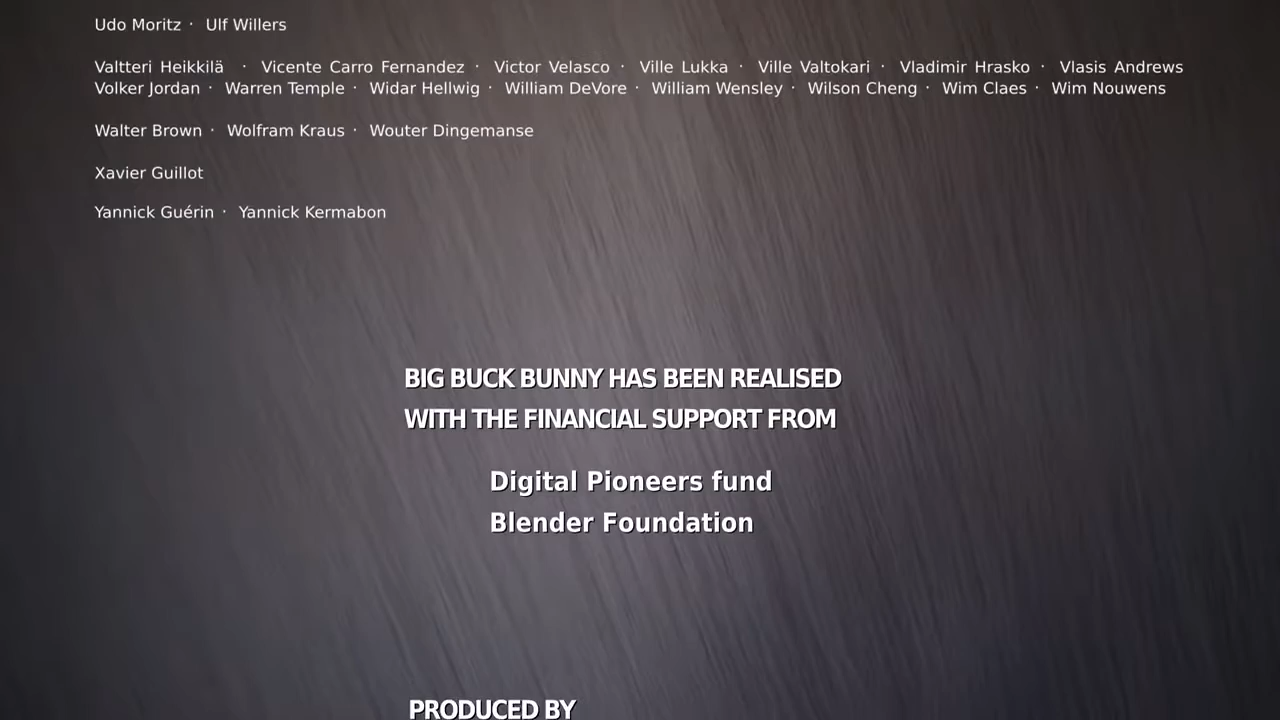 Udo Moritz · Ulf Willers
Valtteri Heikkilä · Vicente Carro Fernandez · Victor Velasco · Ville Lukka · Ville Valtokari · Vladimir Hrasko · Vlasis Andrews
Volker Jordan · Warren Temple · Widar Hellwig · William DeVore · William Wensley · Wilson Cheng · Wim Claes · Wim Nouwens
Walter Brown · Wolfram Kraus · Wouter Dingemanse
Xavier Guillot
Yannick Guérin · Yannick Kermabon
BIG BUCK BUNNY HAS BEEN REALISED
WITH THE FINANCIAL SUPPORT FROM
Digital Pioneers fund
Blender Foundation
PRODUCED BY